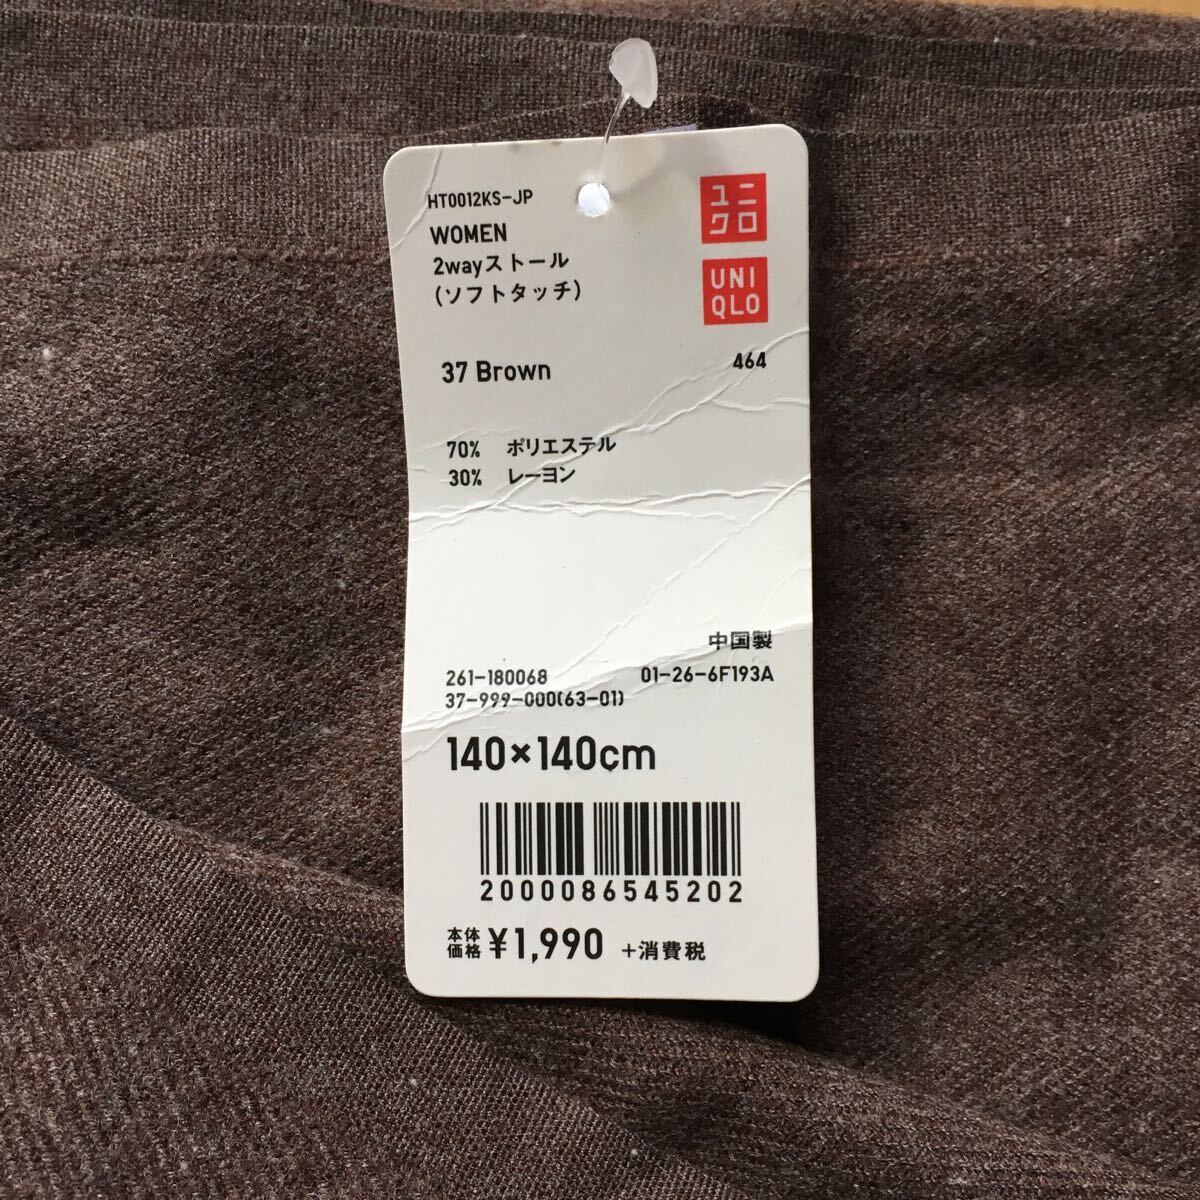 HT0012KS-JP
WOMEN
2wayストール
(ソフトタッチ)
ユニ
クロ
UNI
QLO
37 Brown
464
70% ポリエステル
30% レーヨン
中国製
261-180068 01-26-6F193A
37-999-000(63-01)
140×140cm
2000086545202
本体
価格 ¥1,990 +消費税